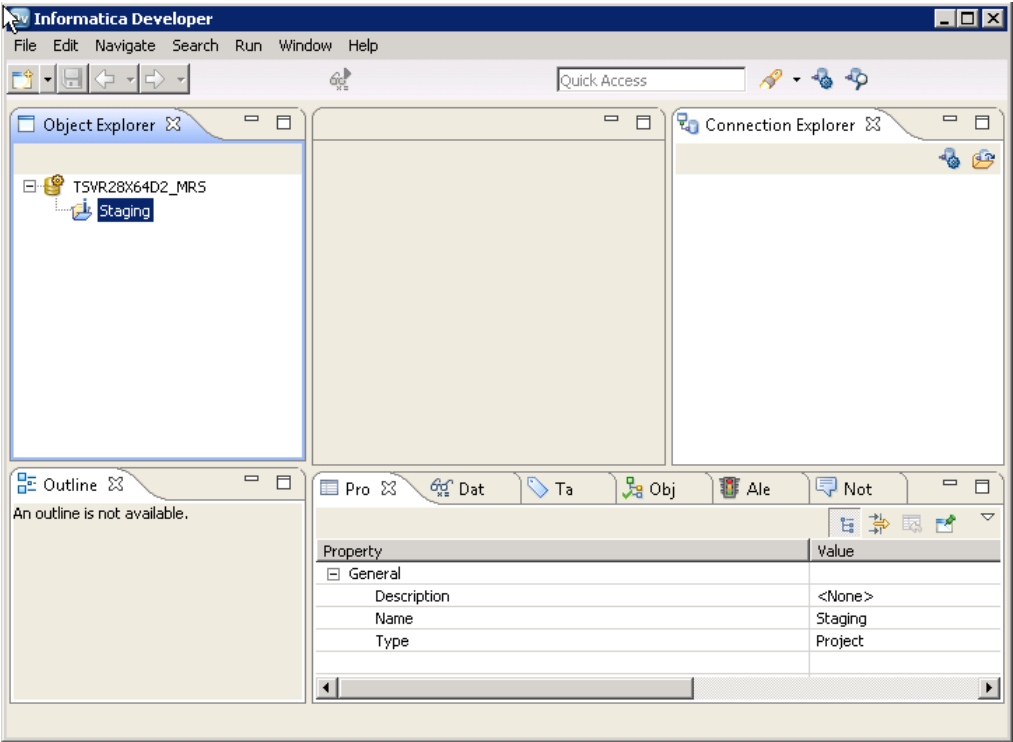 Informatica Developer
File Edit Navigate Search Run Window Help
Quick Access
Object Explorer
TSVR28X64D2_MRS
Staging
Connection Explorer
Outline
An outline is not available.
Pro Dat Ta Obj Ale Not
Property Value
General
Description <None>
Name Staging
Type Project